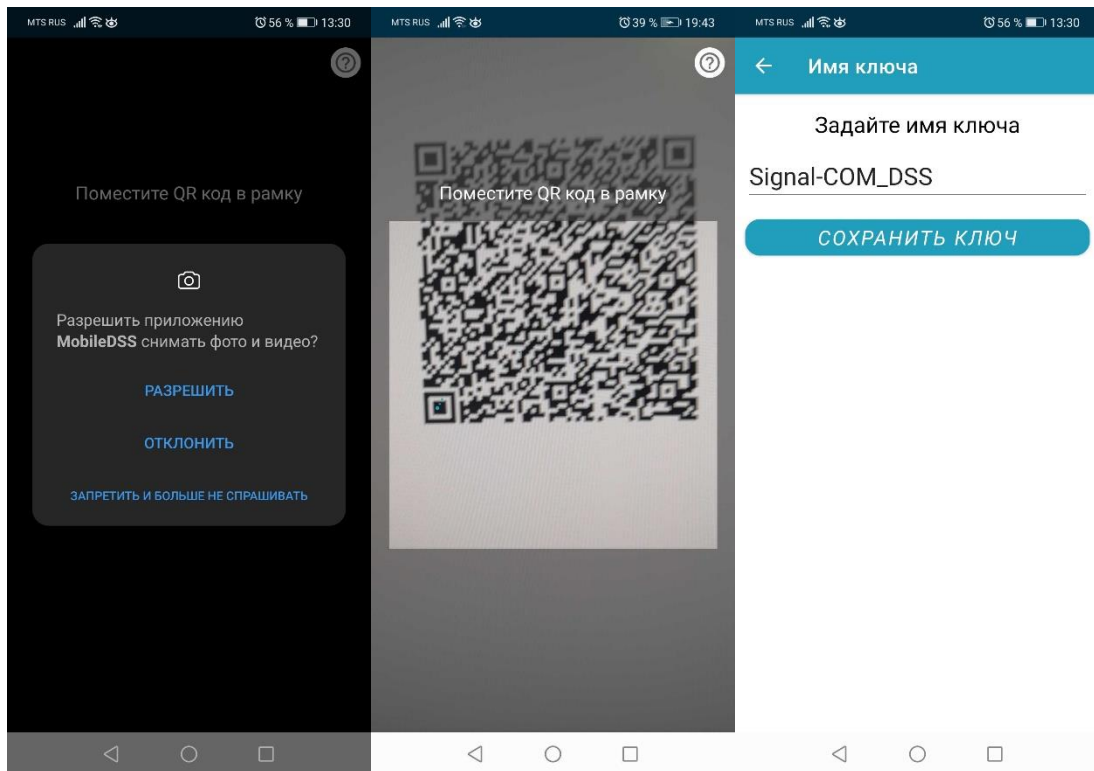 MTS RUS 56 % 13:30
Поместите QR код в рамку
Разрешить приложению
MobileDSS снимать фото и видео?
РАЗРЕШИТЬ
ОТКЛОНИТЬ
ЗАПРЕТИТЬ И БОЛЬШЕ НЕ СПРАШИВАТЬ
MTS RUS 39 % 19:43
Поместите QR код в рамку
MTS RUS 56 % 13:30
Имя ключа
Задайте имя ключа
Signal-COM_DSS
СОХРАНИТЬ КЛЮЧ